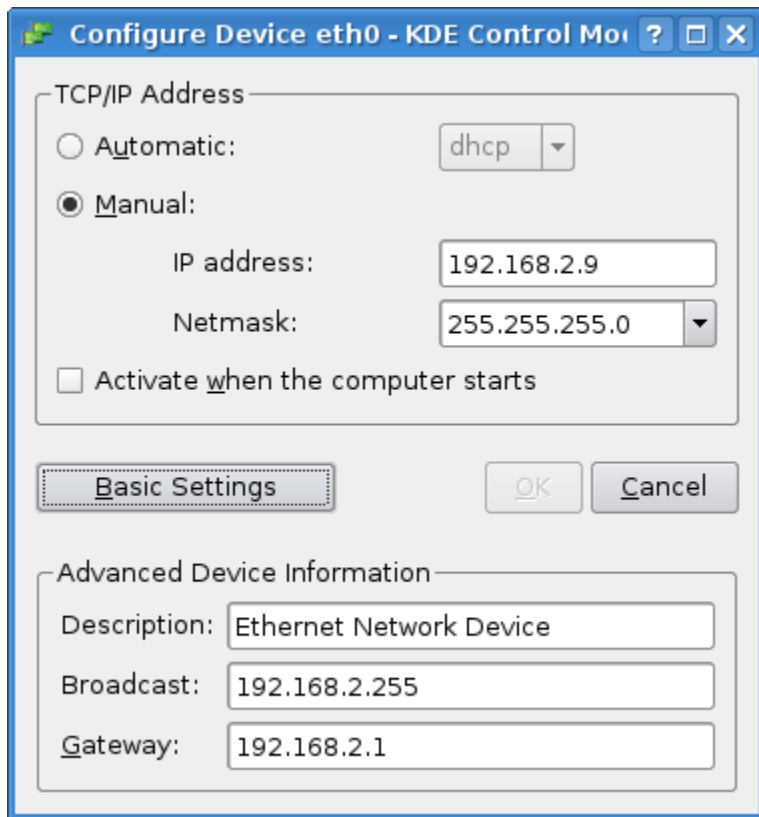 Configure Device eth0 - KDE Control Mo
TCP/IP Address
Automatic:
dhcp
Manual:
IP address:
192.168.2.9
Netmask:
255.255.255.0
Activate when the computer starts
Basic Settings
OK
Cancel
Advanced Device Information
Description:
Ethernet Network Device
Broadcast:
192.168.2.255
Gateway:
192.168.2.1